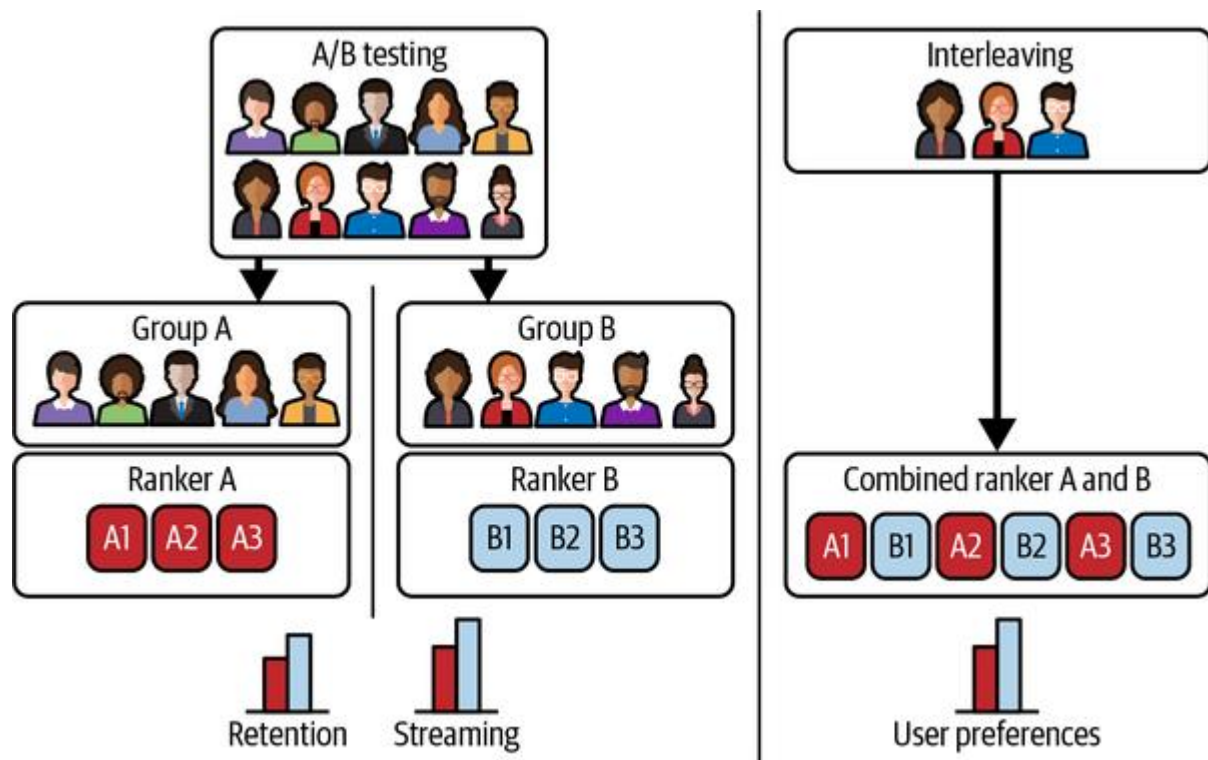 A/B testing
Group A
Group B
Ranker A
A1 A2 A3
Ranker B
B1 B2 B3
Retention
Streaming
Interleaving
Combined ranker A and B
A1 B1 A2 B2 A3 B3
User preferences